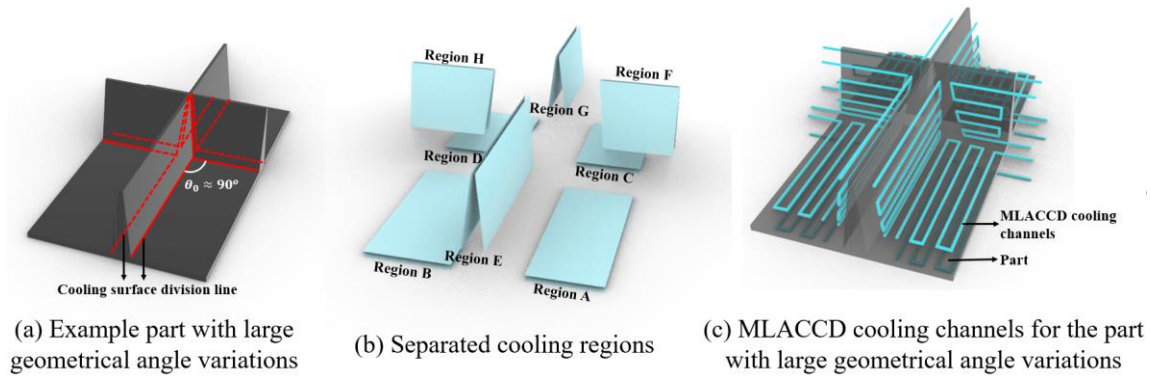 θ₀ ≈ 90°
Cooling surface division line
(a) Example part with large
geometrical angle variations
Region H
Region F
Region G
Region D
Region C
Region B
Region E
Region A
(b) Separated cooling regions
MLACCD cooling
channels
Part
(c) MLACCD cooling channels for the part
with large geometrical angle variations